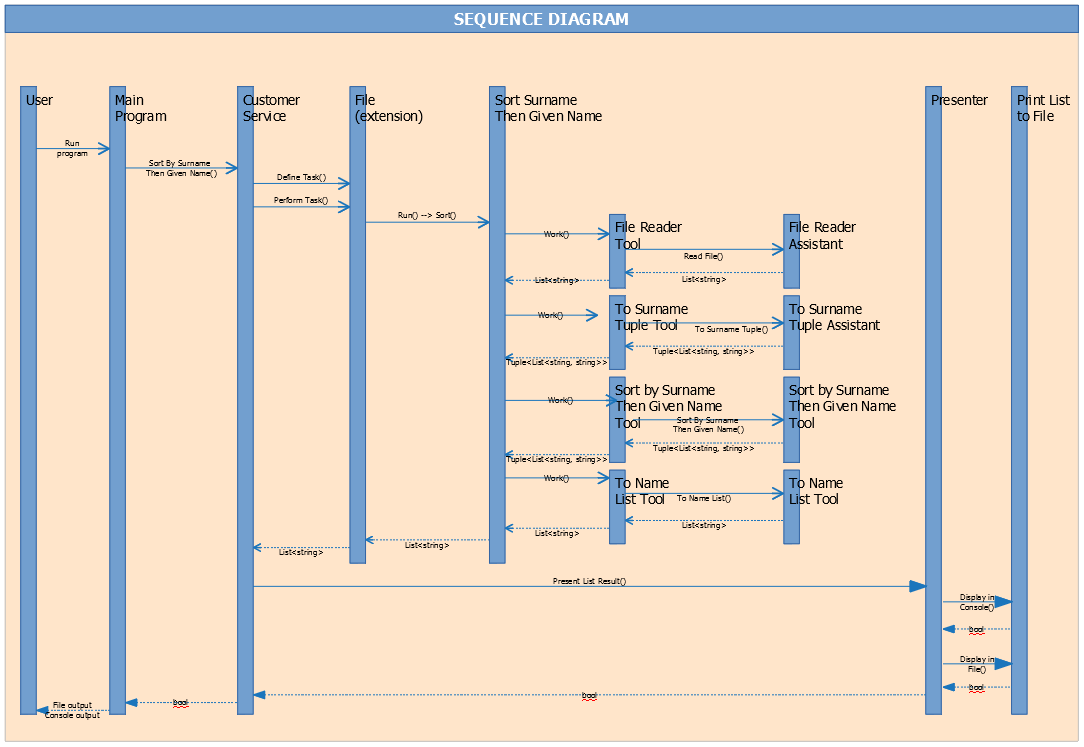 SEQUENCE DIAGRAM
User
Main
Program
Customer
Service
File
(extension)
Sort Surname
Then Given Name
Presenter
Print List
to File
Run
program
Sort By Surname
Then Given Name()
Define Task()
Perform Task()
Run() --> Sort()
File Reader
Tool
File Reader
Assistant
Work()
Read File()
List<string>
List<string>
To Surname
Tuple Tool
To Surname
Tuple Assistant
Work()
To Surname Tuple()
Tuple<List<string, string>>
Tuple<List<string, string>>
Sort by Surname
Then Given Name
Tool
Sort by Surname
Then Given Name
Tool
Work()
Sort By Surname
Then Given Name()
Tuple<List<string, string>>
Tuple<List<string, string>>
To Name
List Tool
To Name
List Tool
Work()
To Name List()
List<string>
List<string>
List<string>
List<string>
Present List Result()
Display in
Console()
bool
Display in
File()
bool
bool
bool
File output
Console output